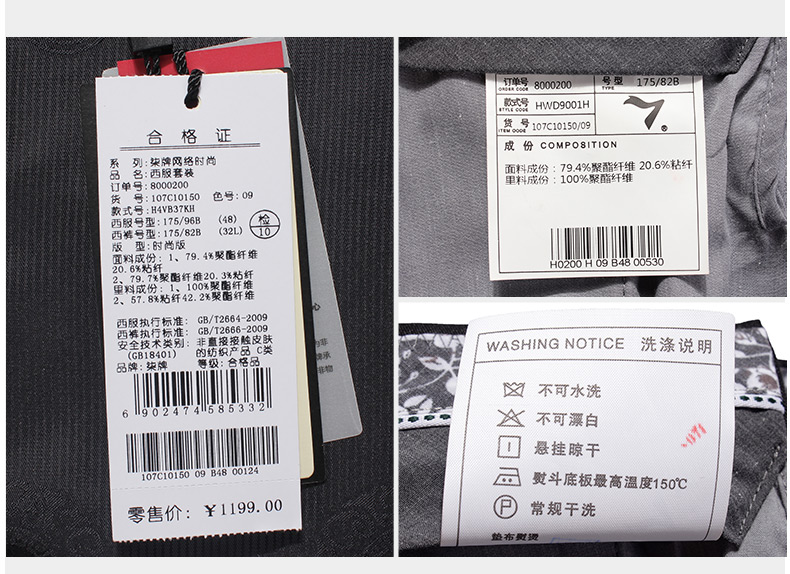 合格证
系 列:柒牌网络时尚
品 名:西服套装
订单号:8000200
货 号:107C10150 色号:09
款式号:H4VB37KH
西服号型:175/96B (48)
西裤号型:175/82B (32L)
检
10
版 型:时尚版
面料成份:1、79.4%聚酯纤维
20.6%粘纤
2、79.7%聚酯纤维20.3%粘纤
里料成份:1、100%聚酯纤维
2、57.8%粘纤42.2%聚酯纤维
西服执行标准: GB/T2664-2009
西裤执行标准: GB/T2666-2009
安全技术类别: 非直接接触皮肤
(GB18401) 的纺织产品 C类
品牌:柒牌 等级:合格品
6 902474 585332
107C10150 09 B48 00124
零售价: ¥1199.00
心
订单号 8000200 号型 175/82B
ORDER CODE TYPE
款式号 HWD9001H
STYLE CODE
货号 107C10150/09
ITEM CODE
®
成份 COMPOSITION
面料成份:79.4%聚酯纤维 20.6%粘纤
里料成份:100%聚酯纤维
H0200 H 09 B48 00530
WASHING NOTICE 洗涤说明
不可水洗
不可漂白
悬挂晾干
熨斗底板最高温度150℃
P 常规干洗
垫布熨烫